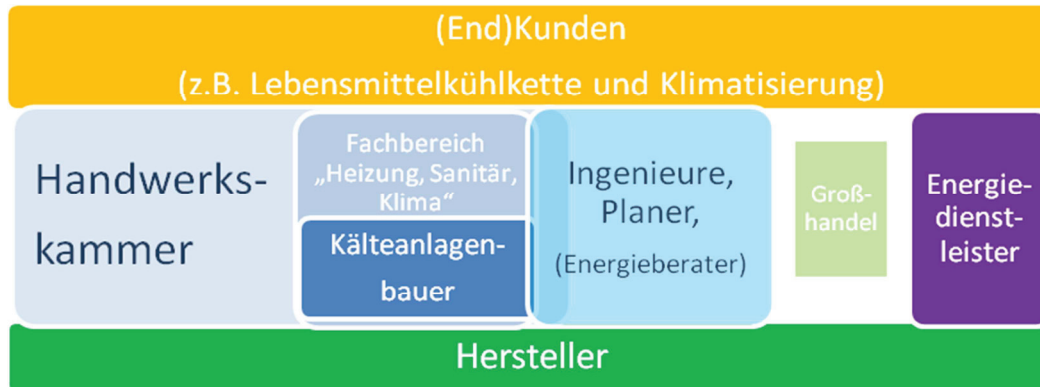 (End)Kunden
(z.B. Lebensmittelkühlkette und Klimatisierung)
Handwerks-
kammer
Fachbereich
„Heizung, Sanitär,
Klima“
Kälteanlagen-
bauer
Ingenieure,
Planer,
(Energieberater)
Groß-
handel
Energie-
dienst-
leister
Hersteller